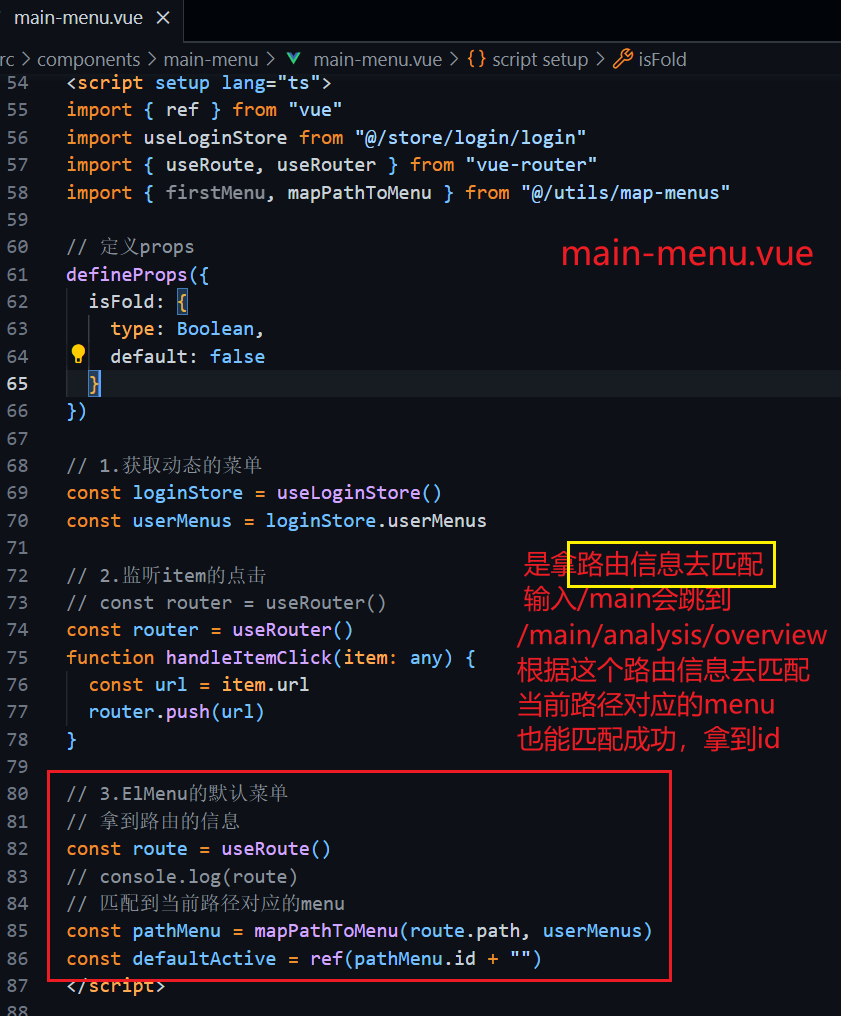 main-menu.vue ×
rc > components > main-menu > main-menu.vue > {} script setup > isFold
54 <script setup lang="ts">
55 import { ref } from "vue"
56 import useLoginStore from "@/store/login/login"
57 import { useRoute, useRouter } from "vue-router"
58 import { firstMenu, mapPathToMenu } from "@/utils/map-menus"
59
60 // 定义props
main-menu.vue
61 defineProps({
62   isFold: {
63     type: Boolean,
64     default: false
65   }
66 })
67
68 // 1.获取动态的菜单
69 const loginStore = useLoginStore()
70 const userMenus = loginStore.userMenus
71
72 // 2.监听item的点击
73 // const router = useRouter()
74 const router = useRouter()
75 function handleItemClick(item: any) {
76   const url = item.url
77   router.push(url)
78 }
79
是拿路由信息去匹配
输入/main会跳到
/main/analysis/overview
根据这个路由信息去匹配
当前路径对应的menu
也能匹配成功，拿到id
80 // 3.ElMenu的默认菜单
81 // 拿到路由的信息
82 const route = useRoute()
83 // console.log(route)
84 // 匹配到当前路径对应的menu
85 const pathMenu = mapPathToMenu(route.path, userMenus)
86 const defaultActive = ref(pathMenu.id + "")
87 </script>
88